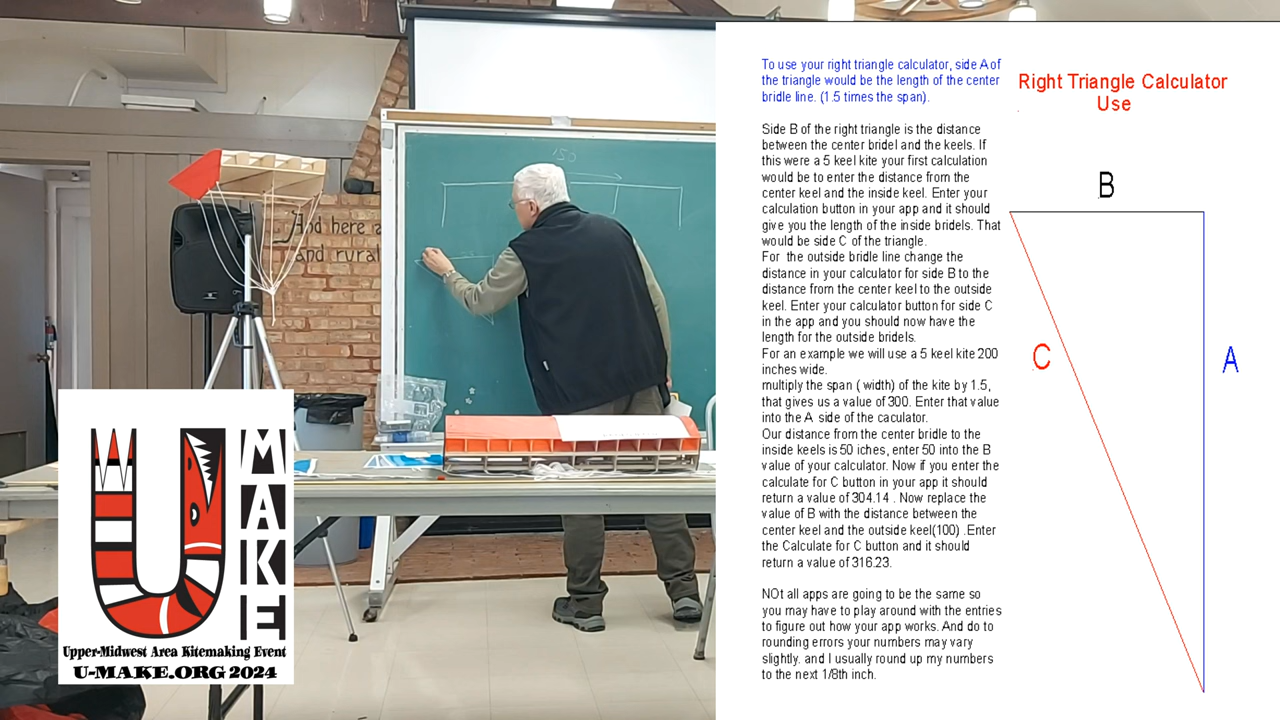 To use your right triangle calculator, side A of
the triangle would be the length of the center
bridle line. (1.5 times the span).
Right Triangle Calculator
Use
Side B of the right triangle is the distance
between the center bridel and the keels. If
this were a 5 keel kite your first calculation
would be to enter the distance from the
center keel and the inside keel. Enter your
calculation button in your app and it should
give you the length of the inside bridels. That
would be side C of the triangle.
For the outside bridle line change the
distance in your calculator for side B to the
distance from the center keel to the outside
keel. Enter your calculator button for side C
in the app and you should now have the
length for the outside bridels.
For an example we will use a 5 keel kite 200
inches wide.
multiply the span ( width) of the kite by 1.5,
that gives us a value of 300. Enter that value
into the A side of the caculator.
Our distance from the center bridle to the
inside keels is 50 iches, enter 50 into the B
value of your calculator. Now if you enter the
calculate for C button in your app it should
return a value of 304.14 . Now replace the
value of B with the distance between the
center keel and the outside keel(100) .Enter
the Calculate for C button and it should
return a value of 316.23.
NOt all apps are going to be the same so
you may have to play around with the entries
to figure out how your app works. And do to
rounding errors your numbers may vary
slightly. and I usually round up my numbers
to the next 1/8th inch.
B
C
A
150
And here a
and rural
U
MAKE
Upper-Midwest Area Kitemaking Event
U-MAKE.ORG 2024